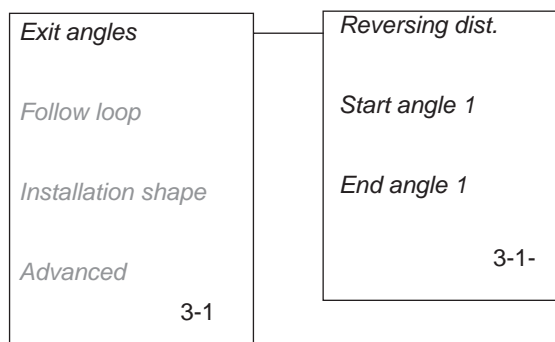 Exit angles
Follow loop
Installation shape
Advanced
3-1
Reversing dist.
Start angle 1
End angle 1
3-1-